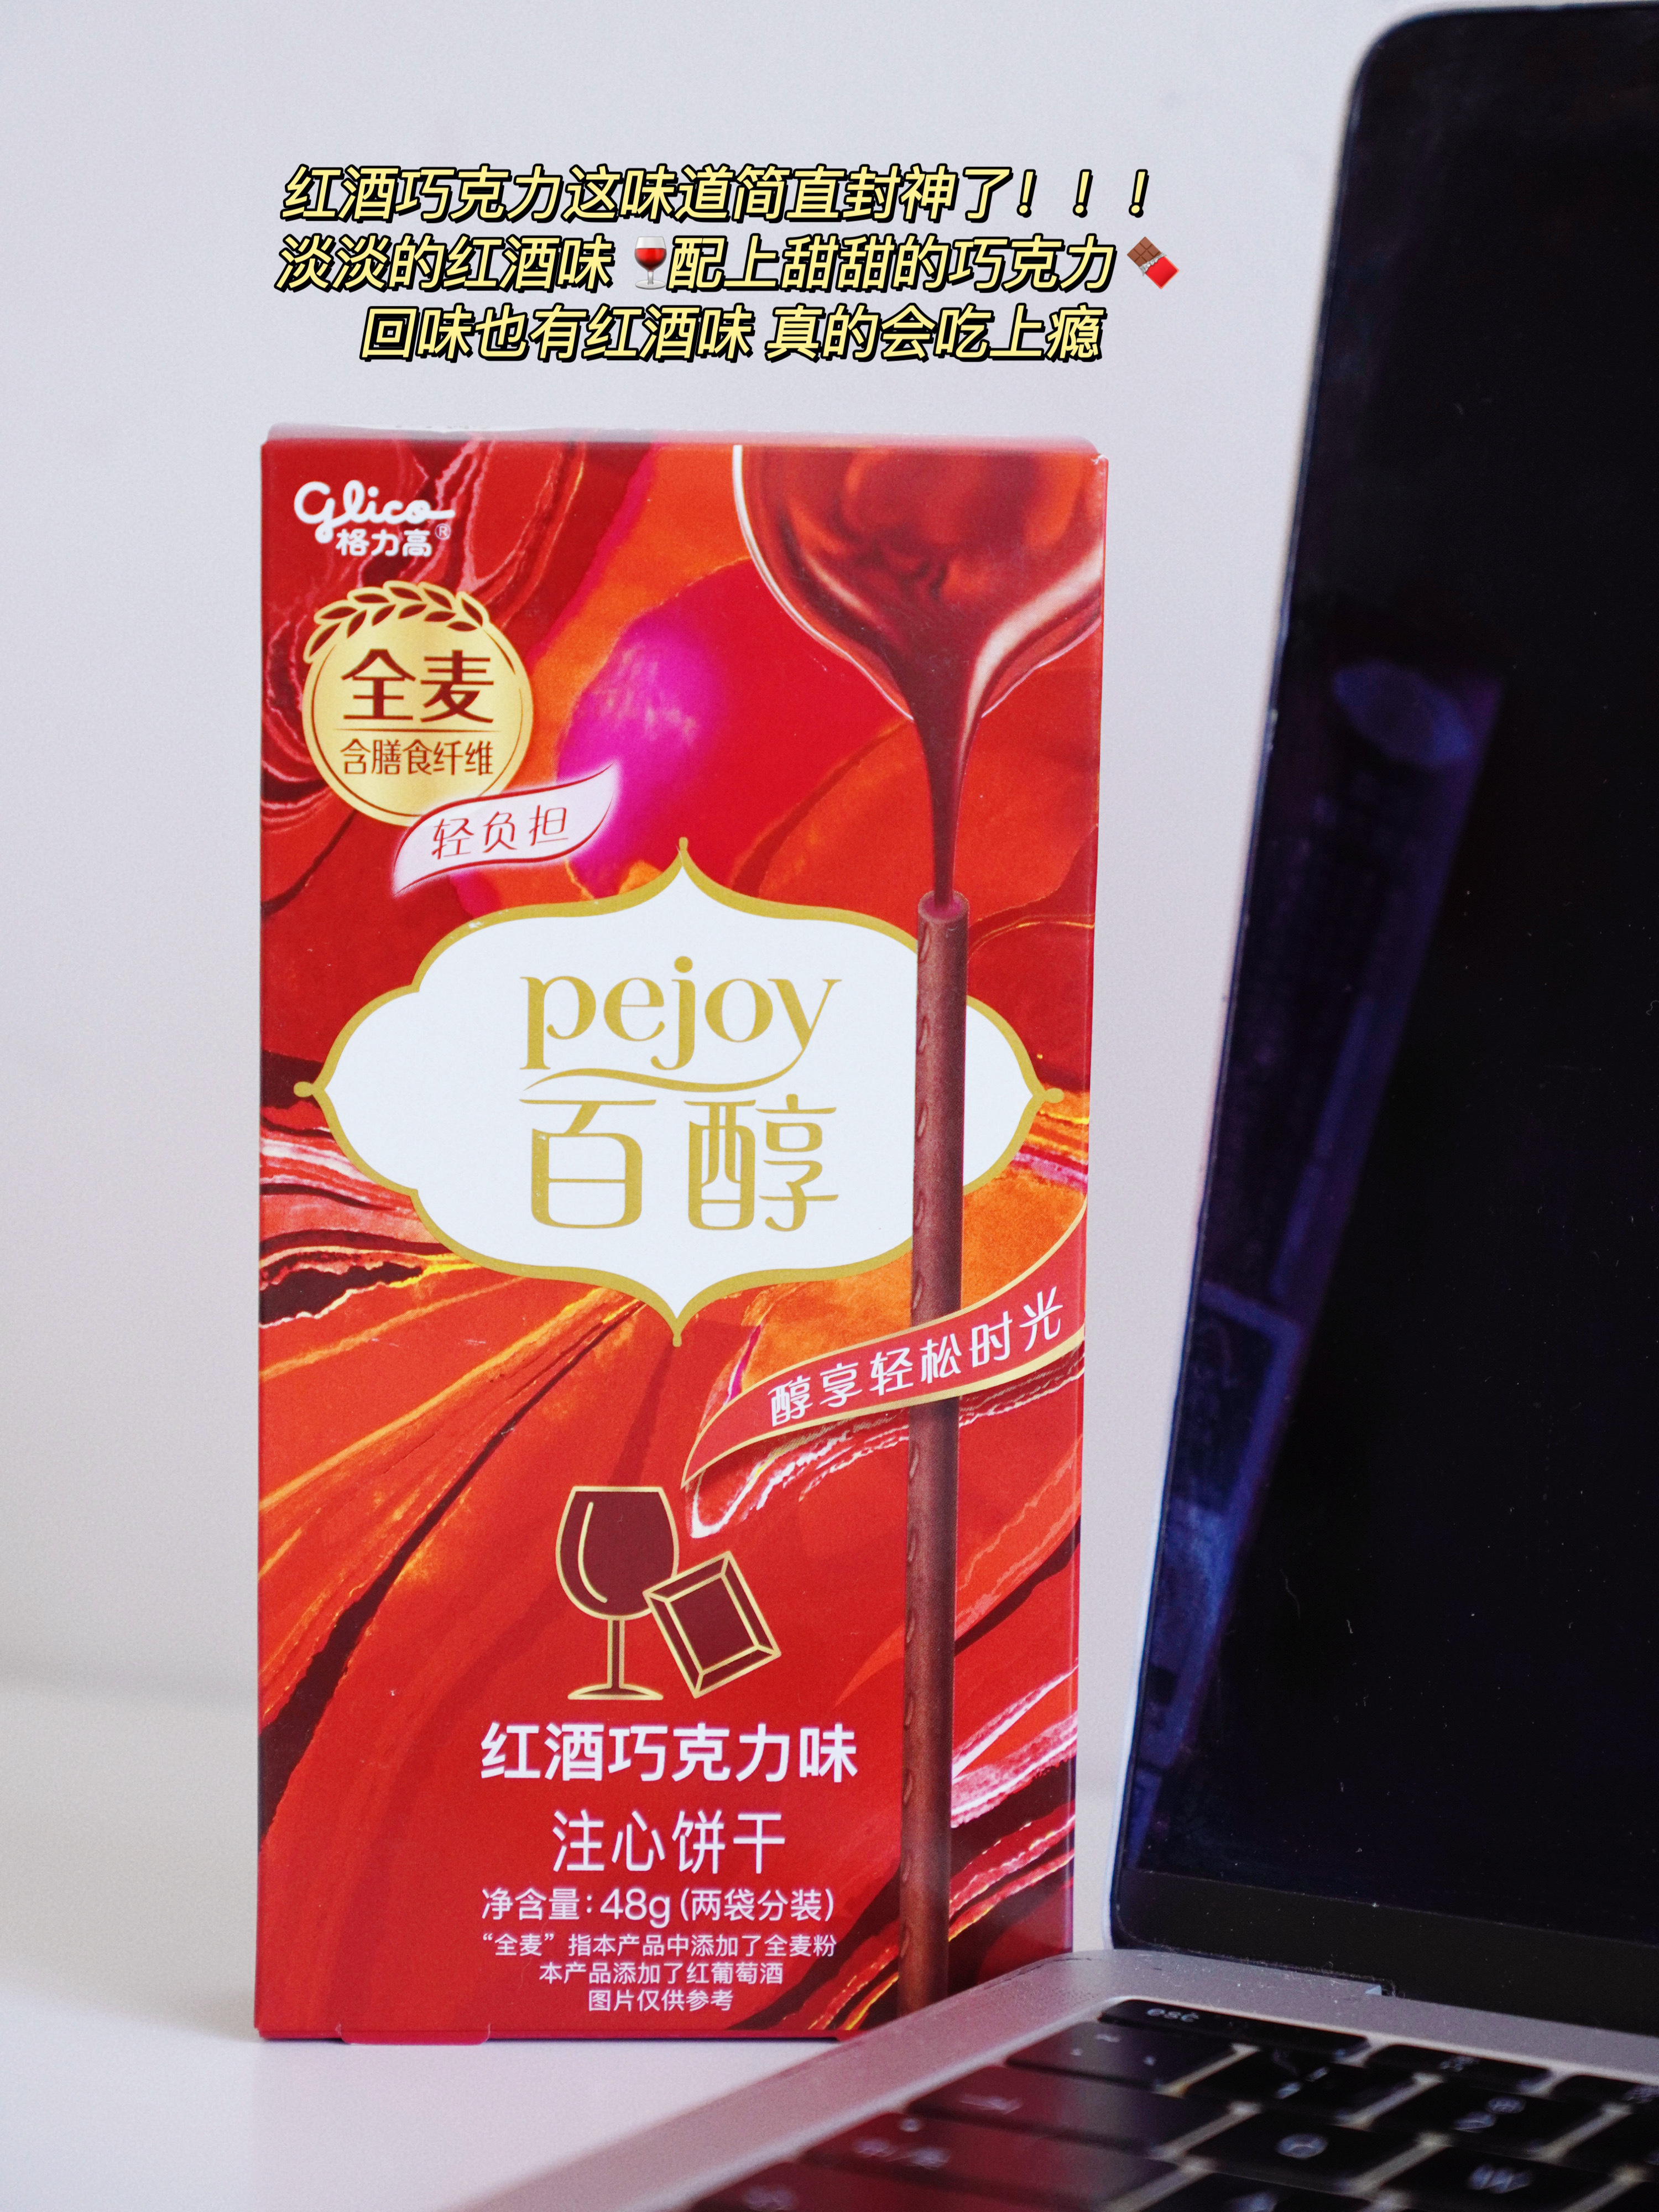 红酒巧克力这味道简直封神了！！！
淡淡的红酒味🍷配上甜甜的巧克力🍫
回味也有红酒味 真的会吃上瘾
Glico
格力高®
全麦
含膳食纤维
轻负担
pejoy
百醇
醇享轻松时光
红酒巧克力味
注心饼干
净含量：48g（两袋分装）
“全麦”指本产品中添加了全麦粉
本产品添加了红葡萄酒
图片仅供参考
esc